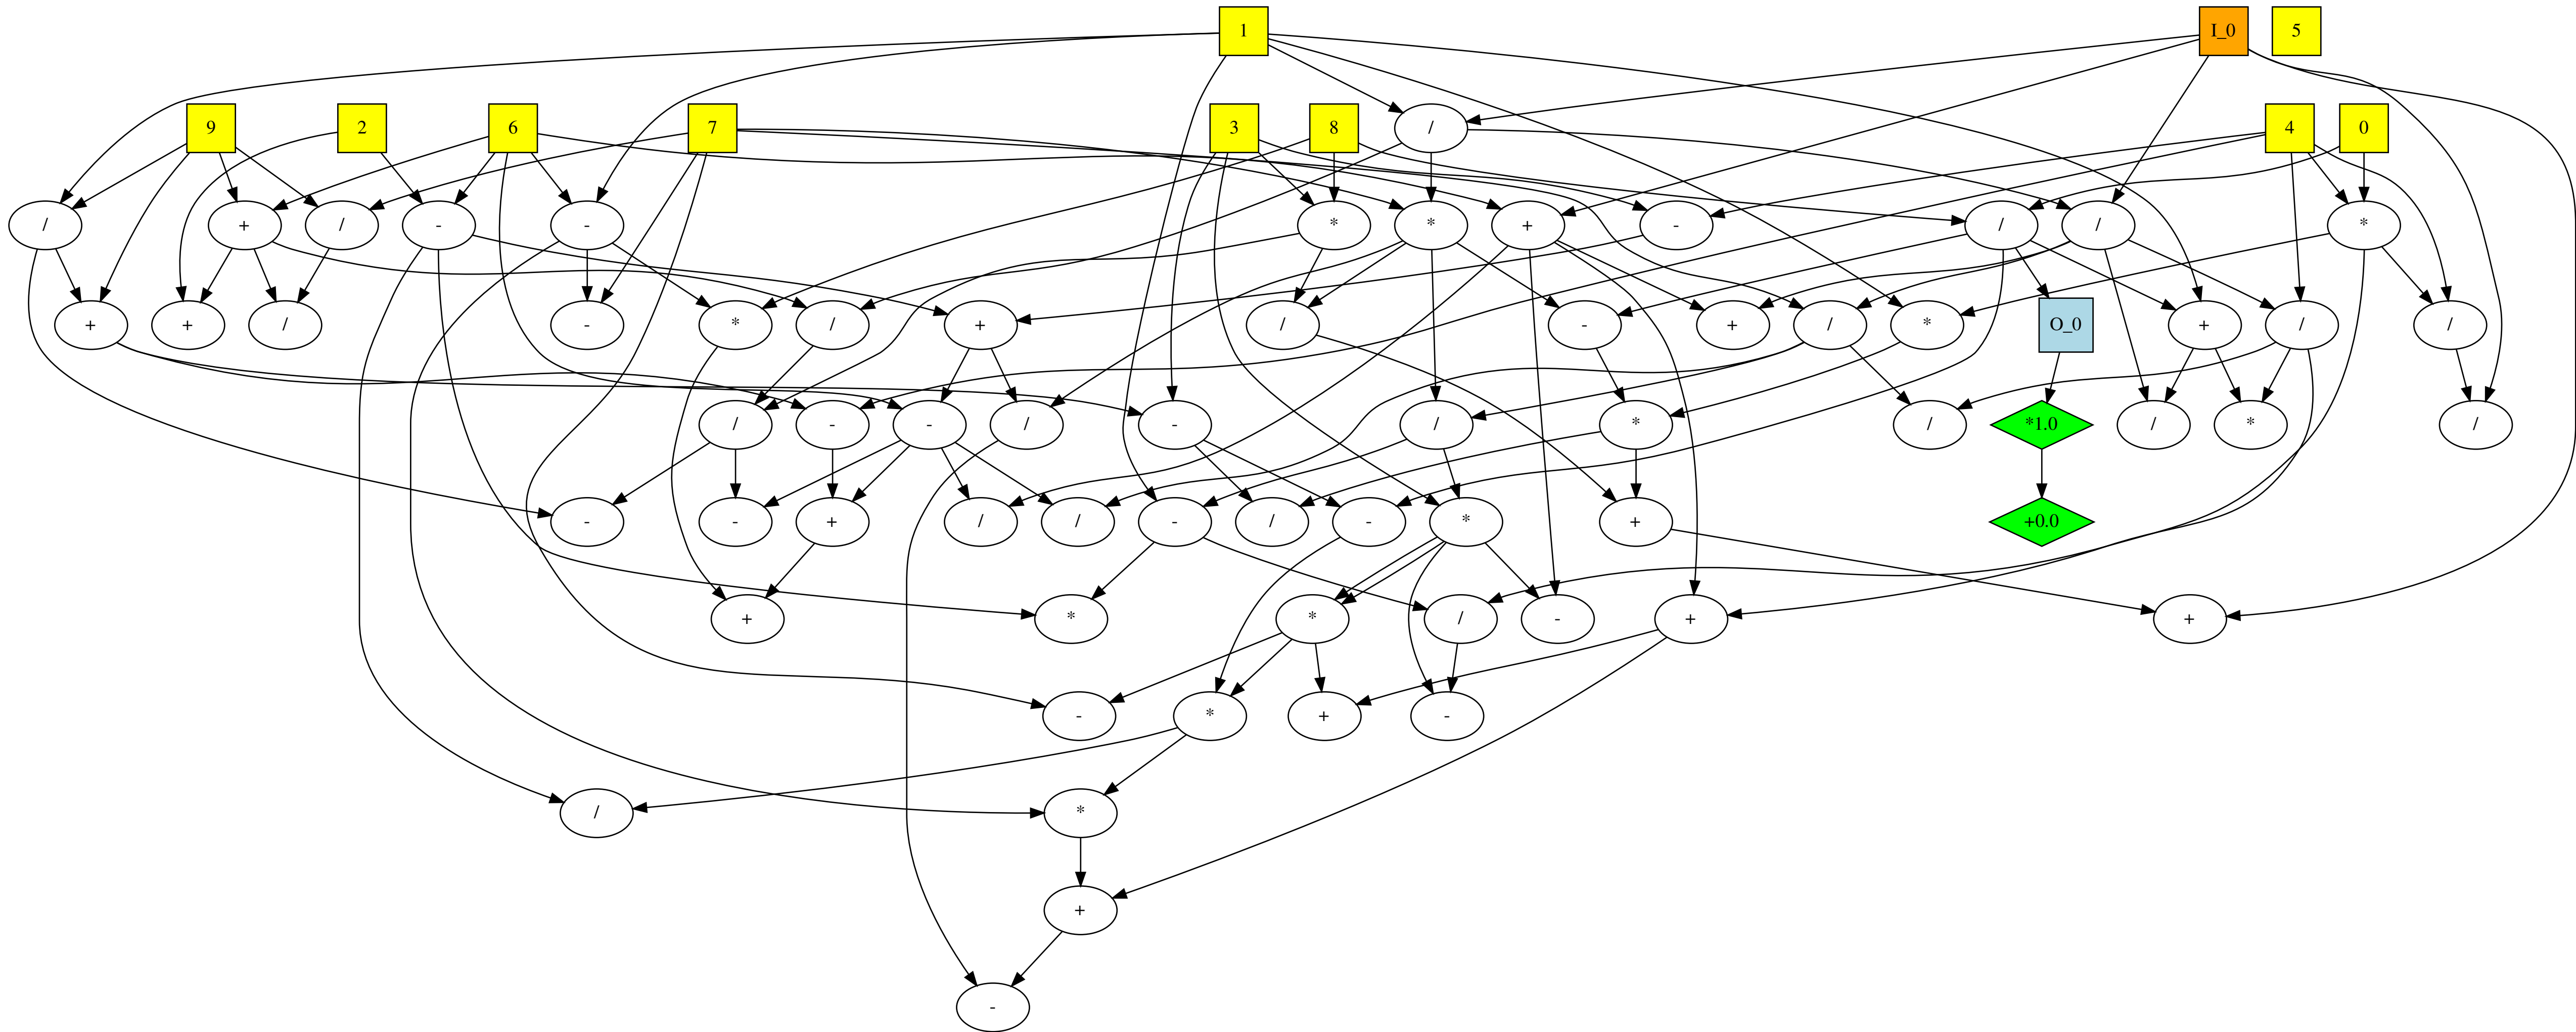 1 I_0 5
9 2 6 7 3 8 / 4 0
/ + / - - * * + - / / *
+ + / - * / + / - + / * O_0 + / /
/ - - / - / * / *1.0 / * /
- - + / / - / - * + +0.0
+ * * / - + +
- * + -
/ *
+
-